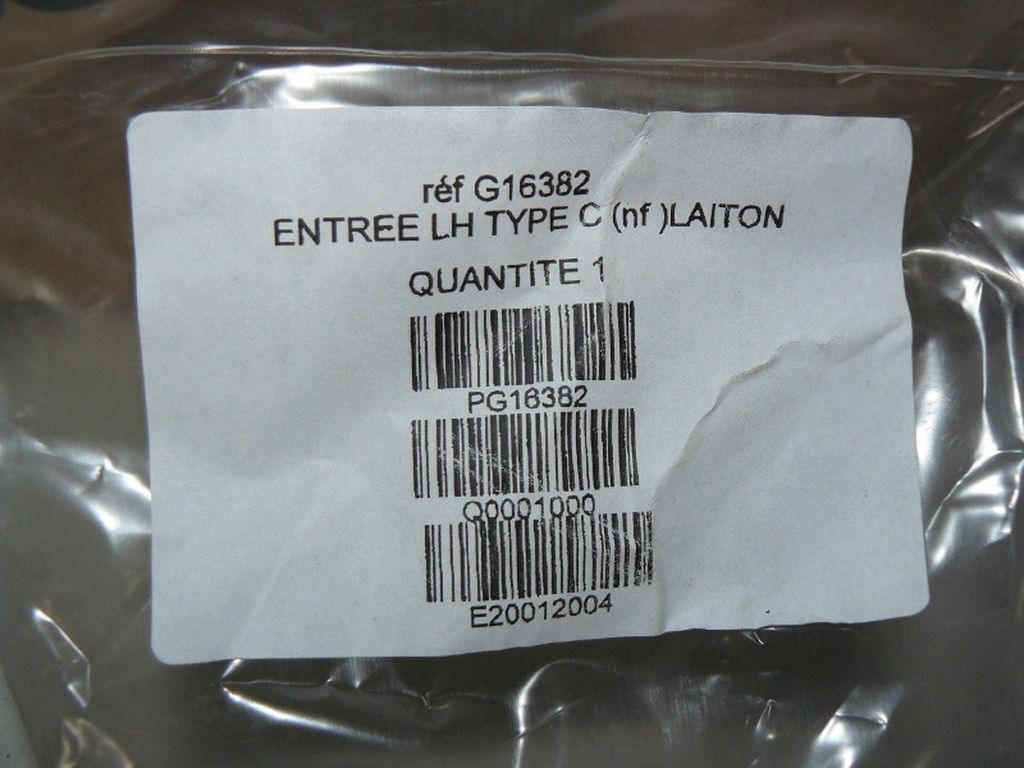 réf G16382
ENTREE LH TYPE C (nf )LAITON
QUANTITE 1
PG16382
Q0001000
E20012004